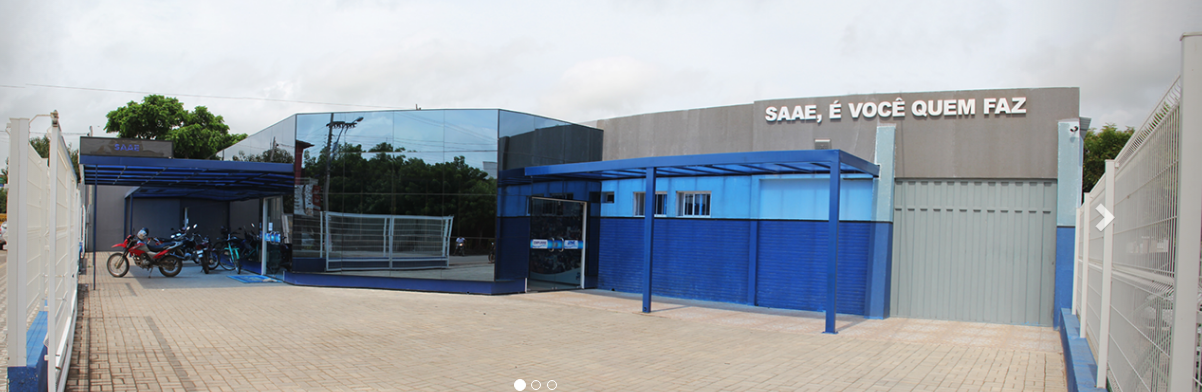 SAAE, É VOCÊ QUEM FAZ
SAAE